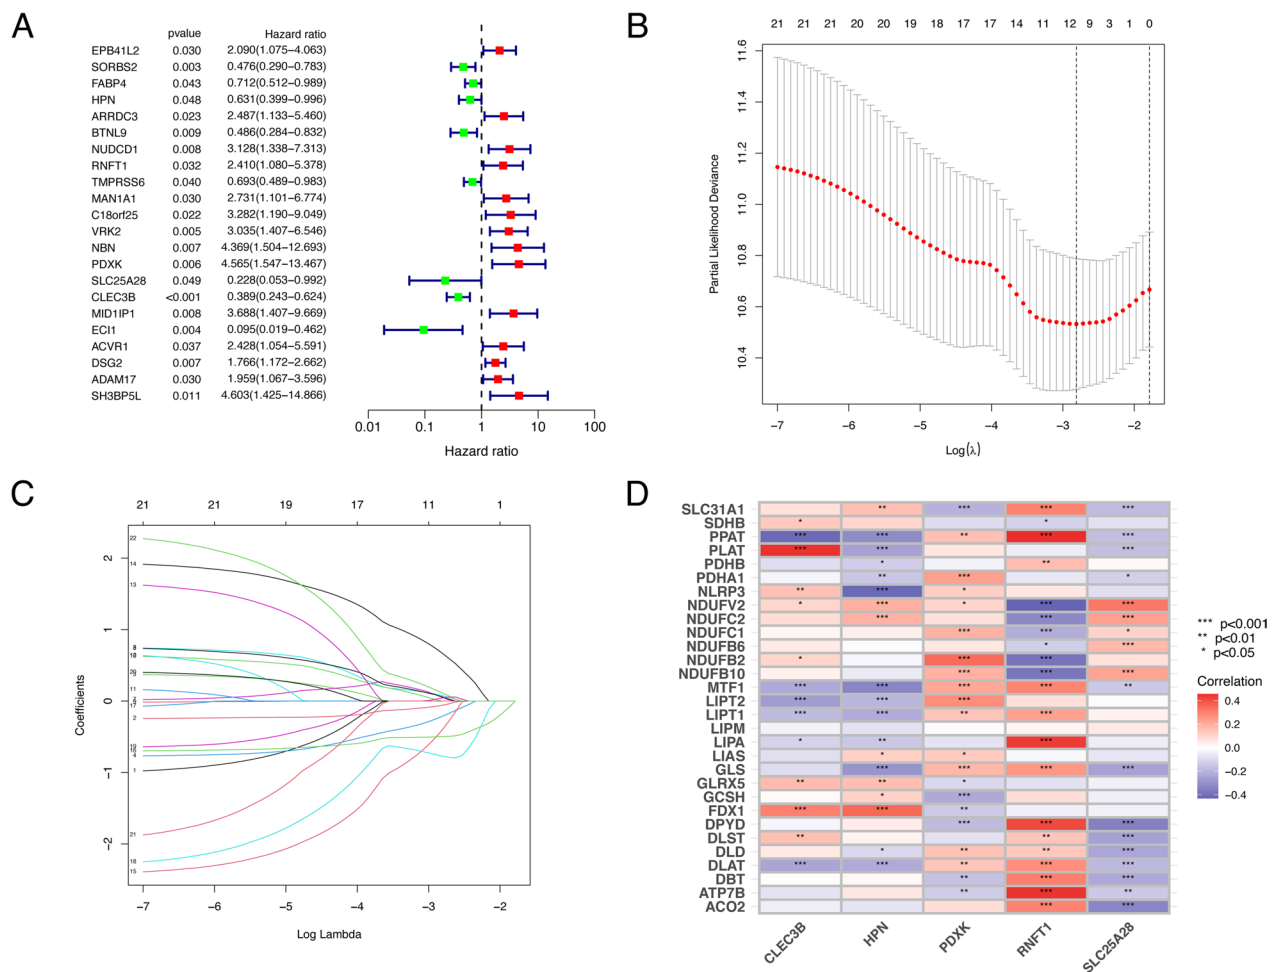 A
pvalue Hazard ratio
EPB41L2 0.030 2.090(1.075−4.063)
SORBS2 0.003 0.476(0.290−0.783)
FABP4 0.043 0.712(0.512−0.989)
HPN 0.048 0.631(0.399−0.996)
ARRDC3 0.023 2.487(1.133−5.460)
BTNL9 0.009 0.486(0.284−0.832)
NUDCD1 0.008 3.128(1.338−7.313)
RNFT1 0.032 2.410(1.080−5.378)
TMPRSS6 0.040 0.693(0.489−0.983)
MAN1A1 0.030 2.731(1.101−6.774)
C18orf25 0.022 3.282(1.190−9.049)
VRK2 0.005 3.035(1.407−6.546)
NBN 0.007 4.369(1.504−12.693)
PDXK 0.006 4.565(1.547−13.467)
SLC25A28 0.049 0.228(0.053−0.992)
CLEC3B <0.001 0.389(0.243−0.624)
MID1IP1 0.008 3.688(1.407−9.669)
ECI1 0.004 0.095(0.019−0.462)
ACVR1 0.037 2.428(1.054−5.591)
DSG2 0.007 1.766(1.172−2.662)
ADAM17 0.030 1.959(1.067−3.596)
SH3BP5L 0.011 4.603(1.425−14.866)
0.01 0.1 1 10 100
Hazard ratio
B
21 21 21 20 20 19 18 17 17 14 11 12 9 3 1 0
Partial Likelihood Deviance
11.6
11.4
11.2
11.0
10.8
10.6
10.4
−7 −6 −5 −4 −3 −2
Log(λ)
C
21 21 19 17 11 1
Coefficients
2
1
0
−1
−2
22
14
13
11
17
2
4
1
21
18
15
−7 −6 −5 −4 −3 −2
Log Lambda
D
SLC31A1 ** *** *** ***
SDHB * *
PPAT *** *** ** *** ***
PLAT *** *** ***
PDHB * **
PDHA1 ** *** *
NLRP3 ** *** *
NDUFV2 * *** * *** ***
NDUFC2 *** *** ***
NDUFC1 *** *** *
NDUFB6 * ***
NDUFB2 * *** ***
NDUFB10 *** *** ***
MTF1 *** *** *** *** **
LIPT2 *** *** ***
LIPT1 *** *** ** ***
LIPM
LIPA * ** ***
LIAS * *
GLS *** *** *** ***
GLRX5 ** ** *
GCSH * ***
FDX1 *** *** **
DPYD *** *** ***
DLST ** ** ***
DLD * ** ** ***
DLAT *** *** ** *** ***
DBT ** *** ***
ATP7B ** *** **
ACO2 *** ***
CLEC3B HPN PDXK RNFT1 SLC25A28
*** p<0.001
** p<0.01
* p<0.05
Correlation
0.4
0.2
0.0
−0.2
−0.4